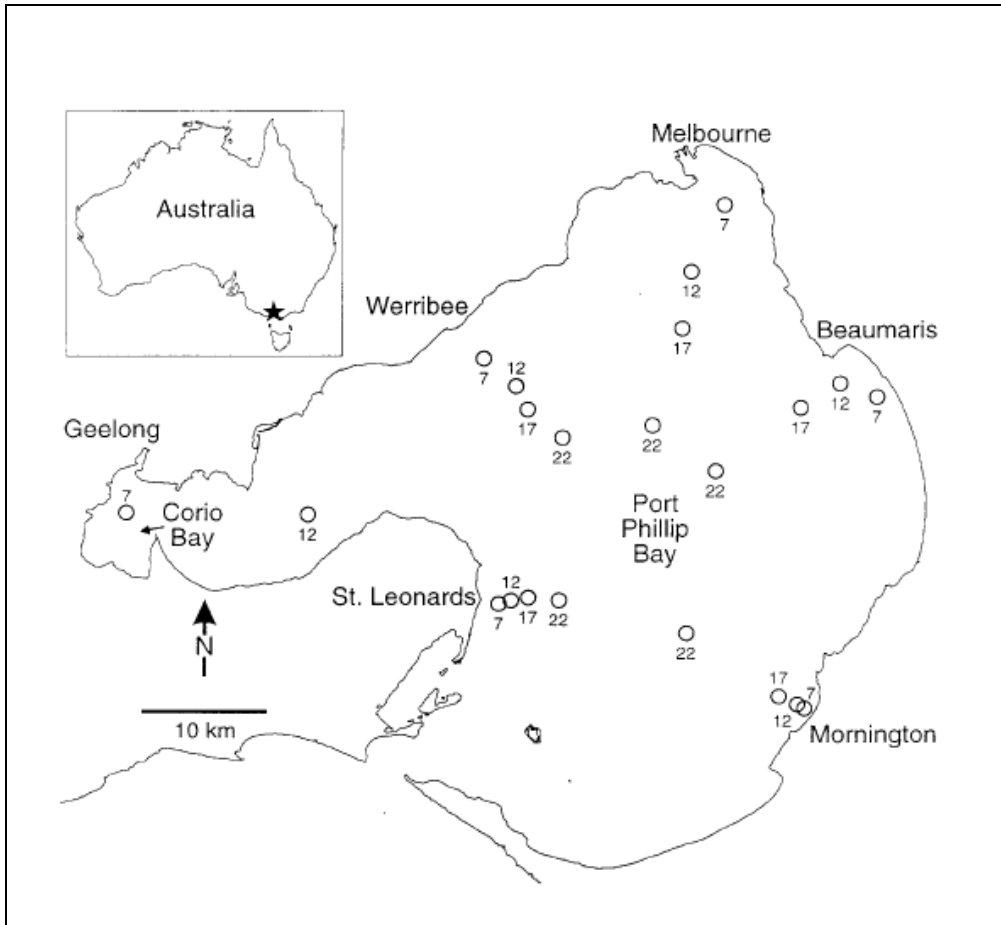 Melbourne
Australia
7
12
Werribee
17
Beaumaris
7
12
12
7
17
17
22
22
Geelong
22
7
Corio
Bay
12
Port
Phillip
Bay
St. Leonards
12
7
17
22
N
22
10 km
17
7
12
Mornington